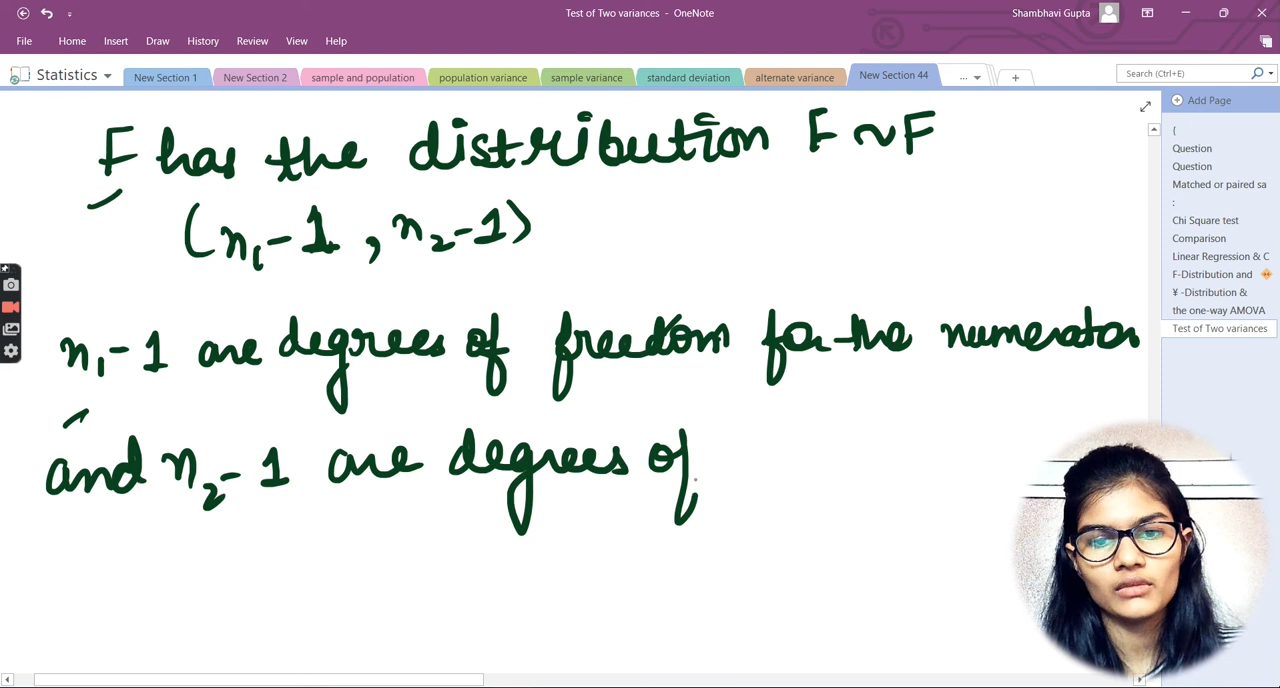 Test of Two variances - OneNote
Shambhavi Gupta
File Home Insert Draw History Review View Help
Statistics
New Section 1 New Section 2 sample and population population variance sample variance standard deviation alternate variance New Section 44 ...
Search (Ctrl+E)
Add Page
{
Question
Question
Matched or paired sa
:
Chi Square test
Comparison
Linear Regression & C
F-Distribution and
¥ -Distribution &
the one-way AMOVA
Test of Two variances
F has the distribution F ~ F
(n₁-1, n₂-1)
n₁-1 are degrees of freedom for the numerator
and n₂-1 are degrees of